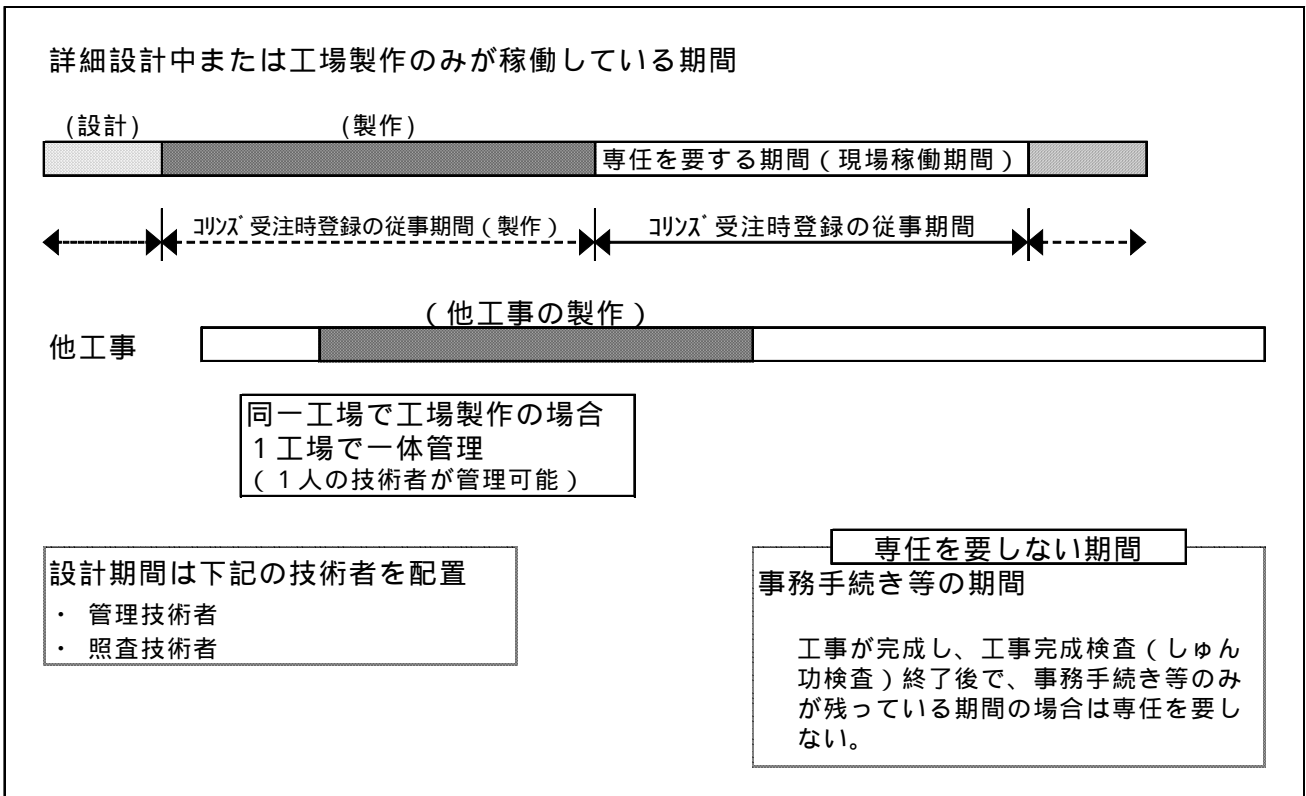 詳細設計中または工場製作のみが稼働している期間
(設計)
(製作)
専任を要する期間(現場稼働期間)
ｺﾘﾝｽﾞ受注時登録の従事期間(製作)
ｺﾘﾝｽﾞ受注時登録の従事期間
(他工事の製作)
他工事
同一工場で工場製作の場合
１工場で一体管理
(１人の技術者が管理可能)
設計期間は下記の技術者を配置
・ 管理技術者
・ 照査技術者
専任を要しない期間
事務手続き等の期間
工事が完成し、工事完成検査(しゅん
功検査)終了後で、事務手続き等のみ
が残っている期間の場合は専任を要し
ない。